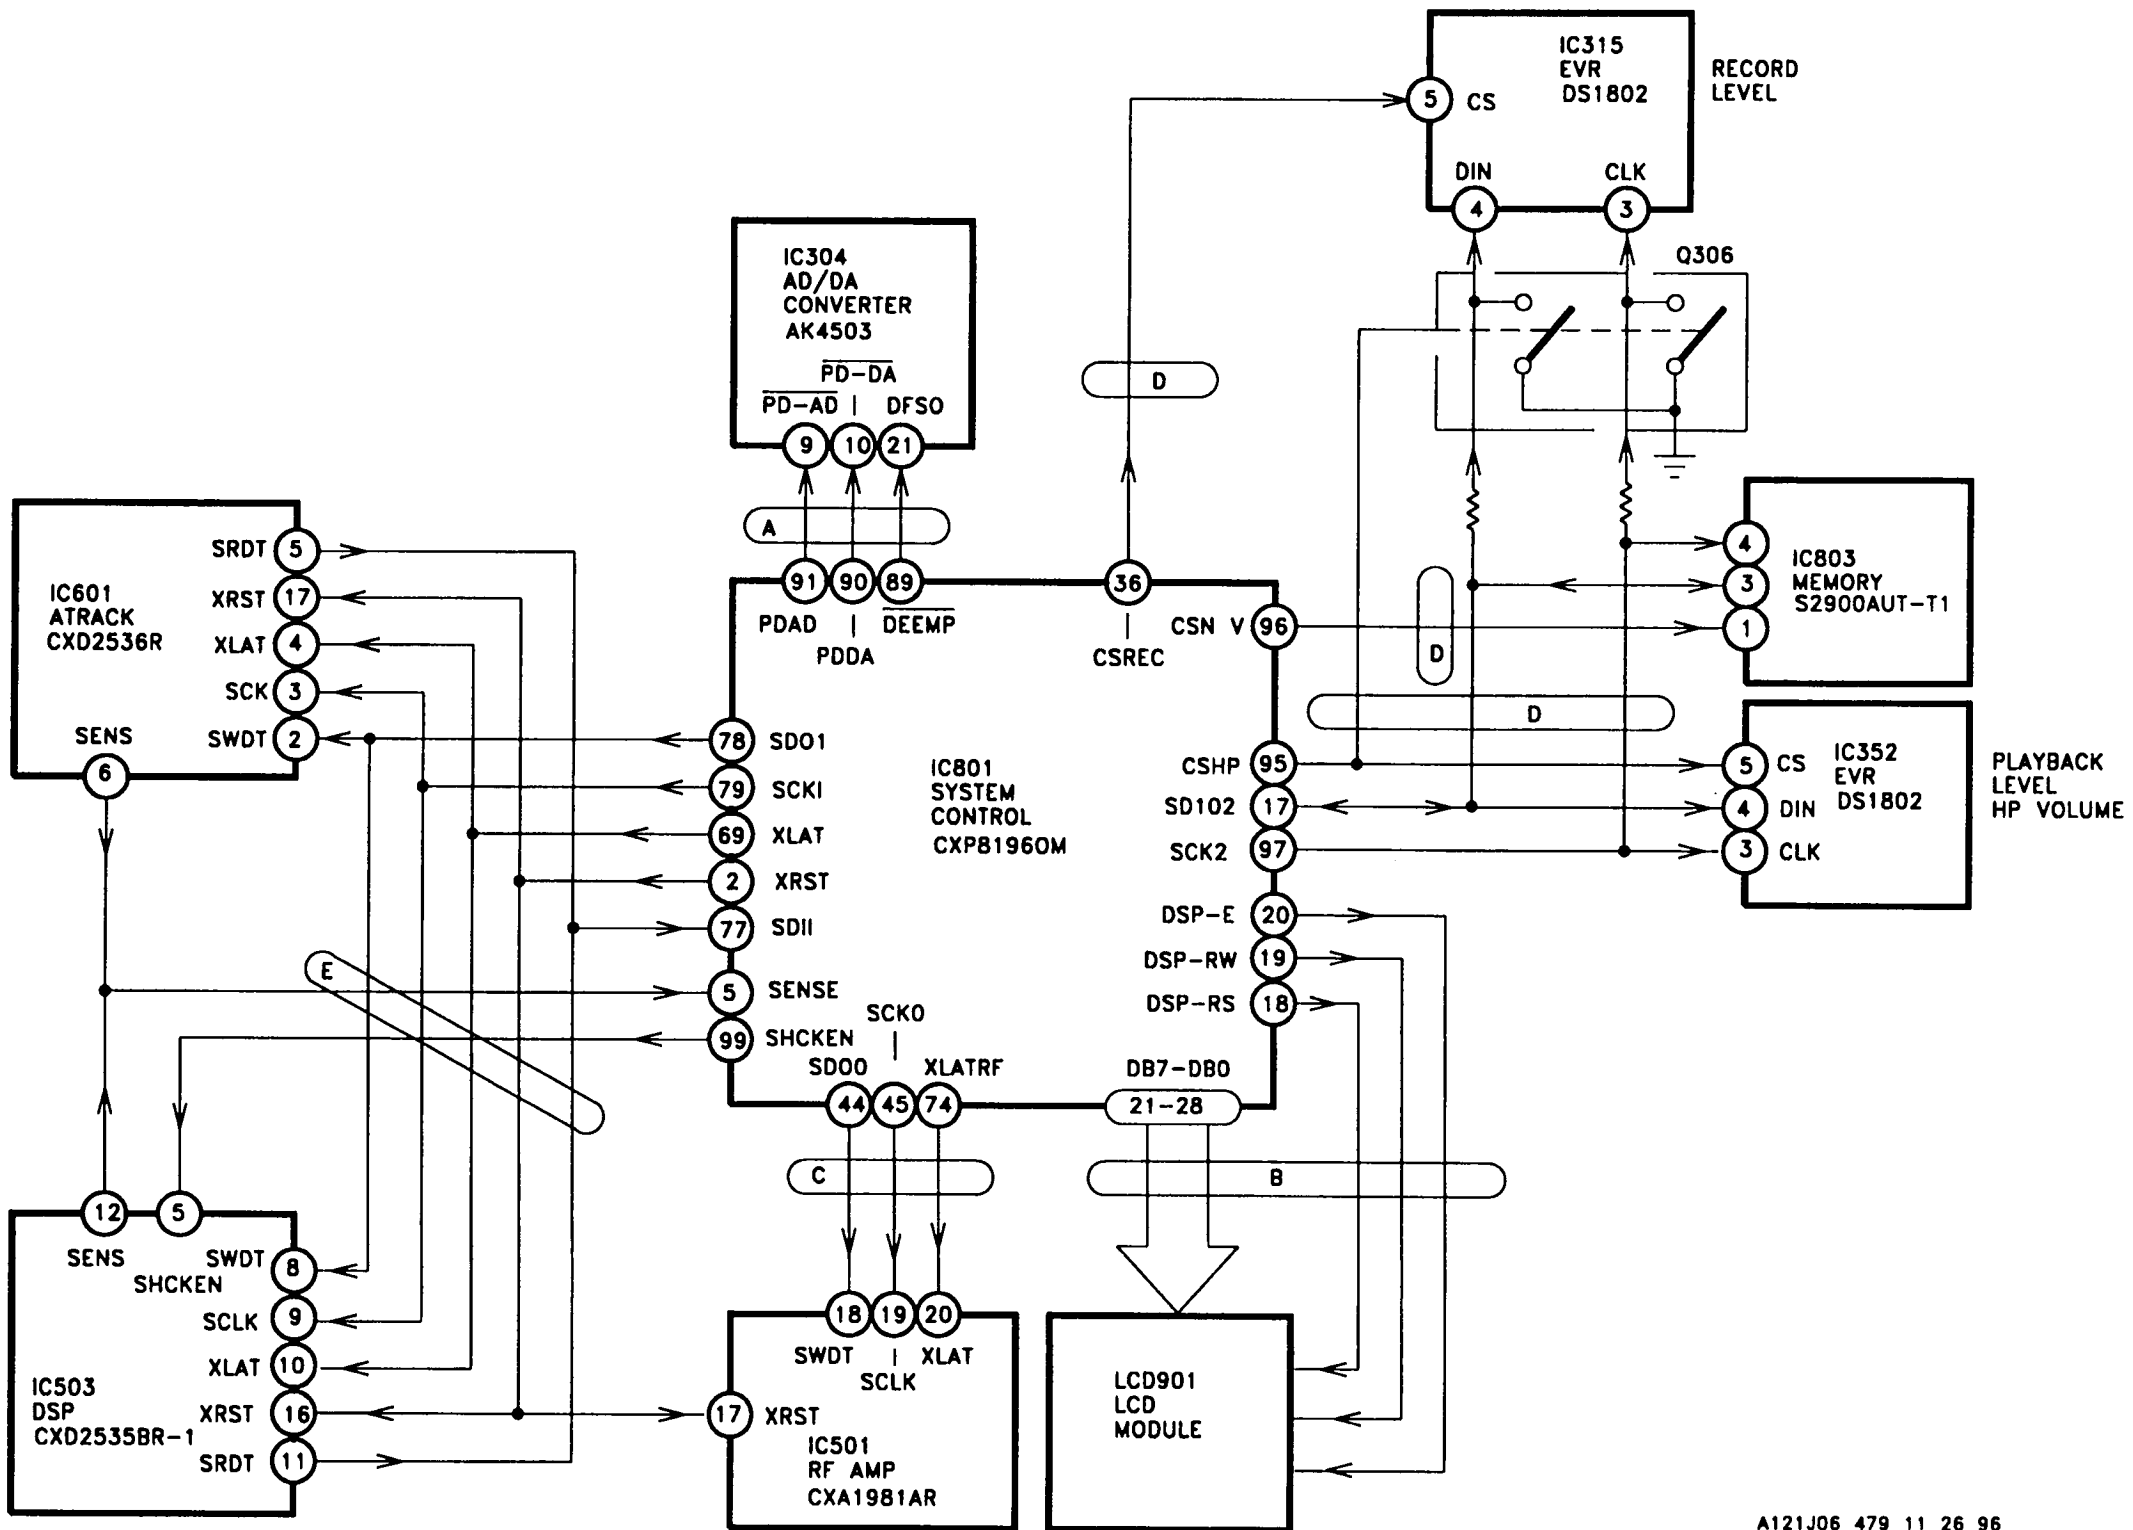 IC315
EVR
DS1802
RECORD
LEVEL
5 CS
DIN CLK
4 3
Q306
IC304
AD/DA
CONVERTER
AK4503
PD-DA
PD-AD | DFSO
9 10 21
D
A
91 90 89
PDAD | DEEMP
PDDA
36
CSREC
CSN V 96
4
3
1
IC803
MEMORY
S2900AUT-T1
D
D
IC601
ATRACK
CXD2536R
SRDT 5
XRST 17
XLAT 4
SCK 3
SWDT 2
SENS
6
78 SDO1
79 SCKI
69 XLAT
2 XRST
77 SDII
5 SENSE
99 SHCKEN
IC801
SYSTEM
CONTROL
CXP81960M
CSHP 95
SD102 17
SCK2 97
DSP-E 20
DSP-RW 19
DSP-RS 18
5 CS
4 DIN
3 CLK
IC352
EVR
DS1802
PLAYBACK
LEVEL
HP VOLUME
E
SCKO
SDOO XLATRF
44 45 74
DB7-DBO
21-28
C
B
12 5
SENS
SHCKEN
SWDT 8
SCLK 9
XLAT 10
XRST 16
SRDT 11
IC503
DSP
CXD2535BR-1
18 19 20
SWDT | XLAT
SCLK
17 XRST
IC501
RF AMP
CXA1981AR
LCD901
LCD
MODULE
A121J06 479 11 26 96